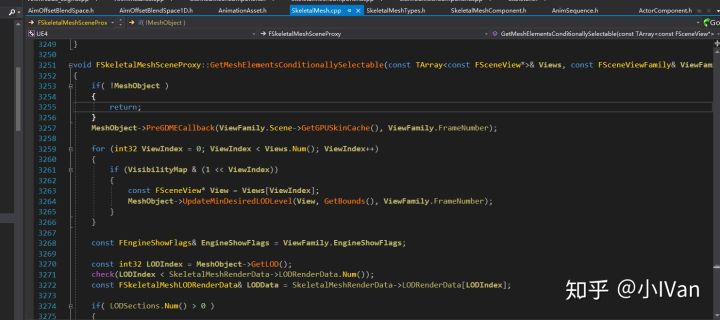 AimOffsetBlendSpace.h AimOffsetBlendSpace1D.h AnimationAsset.h SkeletalMesh.cpp SkeletalMeshTypes.h SkeletalMeshComponent.h AnimSequence.h ActorComponent.h
FSkeletalMeshSceneProx if( !MeshObject ) Go
UE4 FSkeletalMeshSceneProxy GetMeshElementsConditionallySelectable(const TArray<const FSceneView*>
3249 }
3250
3251 void FSkeletalMeshSceneProxy::GetMeshElementsConditionallySelectable(const TArray<const FSceneView*>& Views, const FSceneViewFamily& ViewFam
3252 {
3253 if( !MeshObject )
3254 {
3255 return;
3256 }
3257 MeshObject->PreGDMECallback(ViewFamily.Scene->GetGPUSkinCache(), ViewFamily.FrameNumber);
3258
3259 for (int32 ViewIndex = 0; ViewIndex < Views.Num(); ViewIndex++)
3260 {
3261 if (VisibilityMap & (1 << ViewIndex))
3262 {
3263 const FSceneView* View = Views[ViewIndex];
3264 MeshObject->UpdateMinDesiredLODLevel(View, GetBounds(), ViewFamily.FrameNumber);
3265 }
3266 }
3267
3268 const FEngineShowFlags& EngineShowFlags = ViewFamily.EngineShowFlags;
3269
3270 const int32 LODIndex = MeshObject->GetLOD();
3271 check(LODIndex < SkeletalMeshRenderData->LODRenderData.Num());
3272 const FSkeletalMeshLODRenderData& LODData = SkeletalMeshRenderData->LODRenderData[LODIndex];
3273
3274 if( LODSections.Num() > 0 )
3275 {
知乎 @小IVan